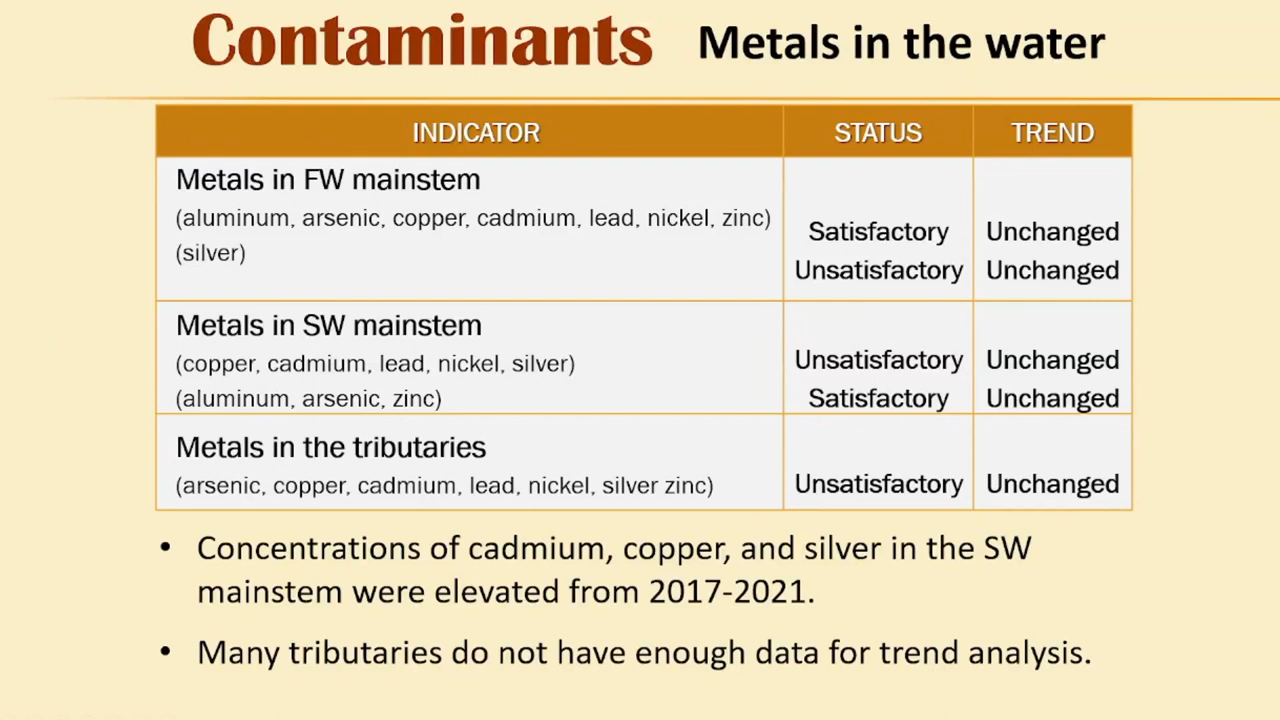 Contaminants Metals in the water
INDICATOR STATUS TREND
Metals in FW mainstem
(aluminum, arsenic, copper, cadmium, lead, nickel, zinc) Satisfactory Unchanged
(silver) Unsatisfactory Unchanged
Metals in SW mainstem
(copper, cadmium, lead, nickel, silver) Unsatisfactory Unchanged
(aluminum, arsenic, zinc) Satisfactory Unchanged
Metals in the tributaries
(arsenic, copper, cadmium, lead, nickel, silver zinc) Unsatisfactory Unchanged
• Concentrations of cadmium, copper, and silver in the SW
mainstem were elevated from 2017-2021.
• Many tributaries do not have enough data for trend analysis.